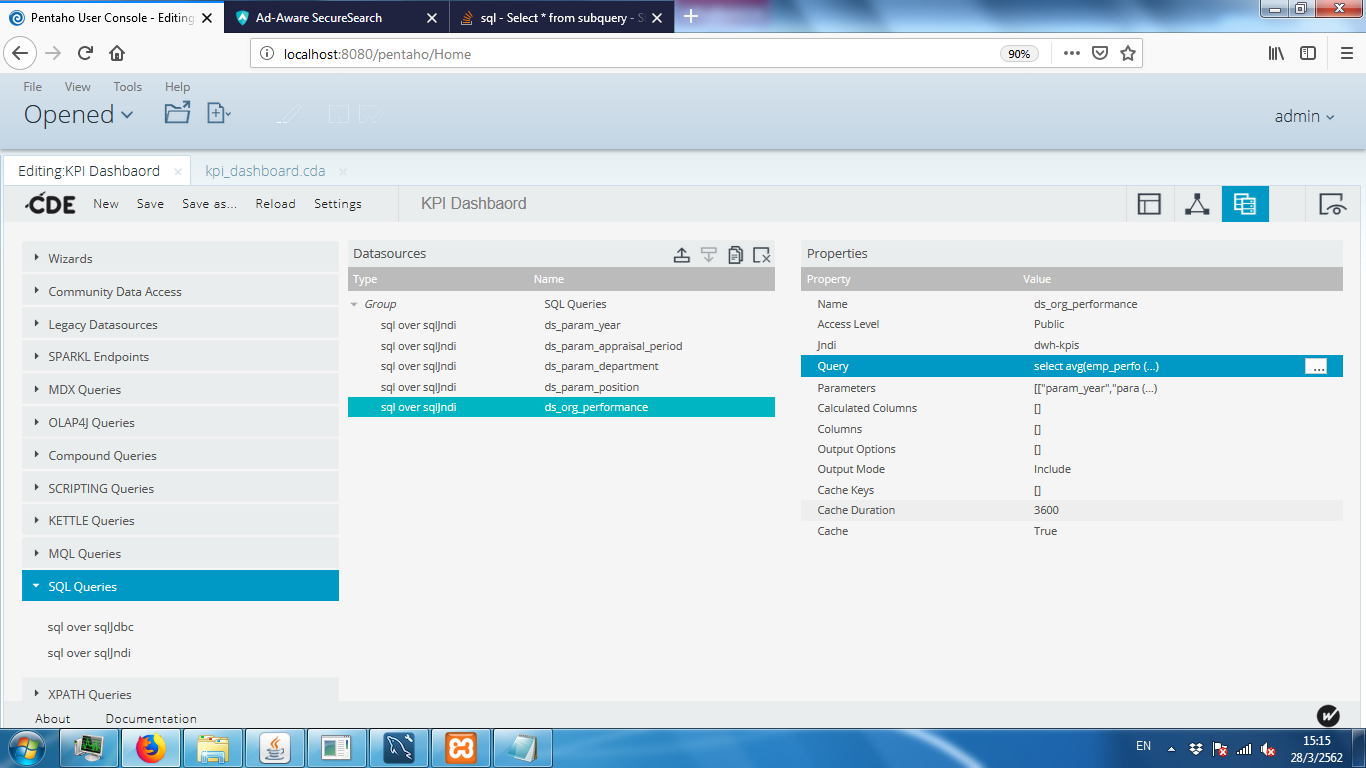 Pentaho User Console - Editing
Ad-Aware SecureSearch
sql - Select * from subquery - S
localhost:8080/pentaho/Home
90%
File View Tools Help
Opened
admin
Editing:KPI Dashbaord
kpi_dashboard.cda
CDE New Save Save as... Reload Settings
KPI Dashbaord
Wizards
Community Data Access
Legacy Datasources
SPARKL Endpoints
MDX Queries
OLAP4J Queries
Compound Queries
SCRIPTING Queries
KETTLE Queries
MQL Queries
SQL Queries
sql over sqlJdbc
sql over sqlJndi
XPATH Queries
Datasources
Type Name
Group SQL Queries
sql over sqlJndi ds_param_year
sql over sqlJndi ds_param_appraisal_period
sql over sqlJndi ds_param_department
sql over sqlJndi ds_param_position
sql over sqlJndi ds_org_performance
Properties
Property Value
Name ds_org_performance
Access Level Public
Jndi dwh-kpis
Query select avg(emp_perfo (...) ...
Parameters [["param_year","para (...)
Calculated Columns []
Columns []
Output Options []
Output Mode Include
Cache Keys []
Cache Duration 3600
Cache True
About Documentation
EN
15:15
28/3/2562